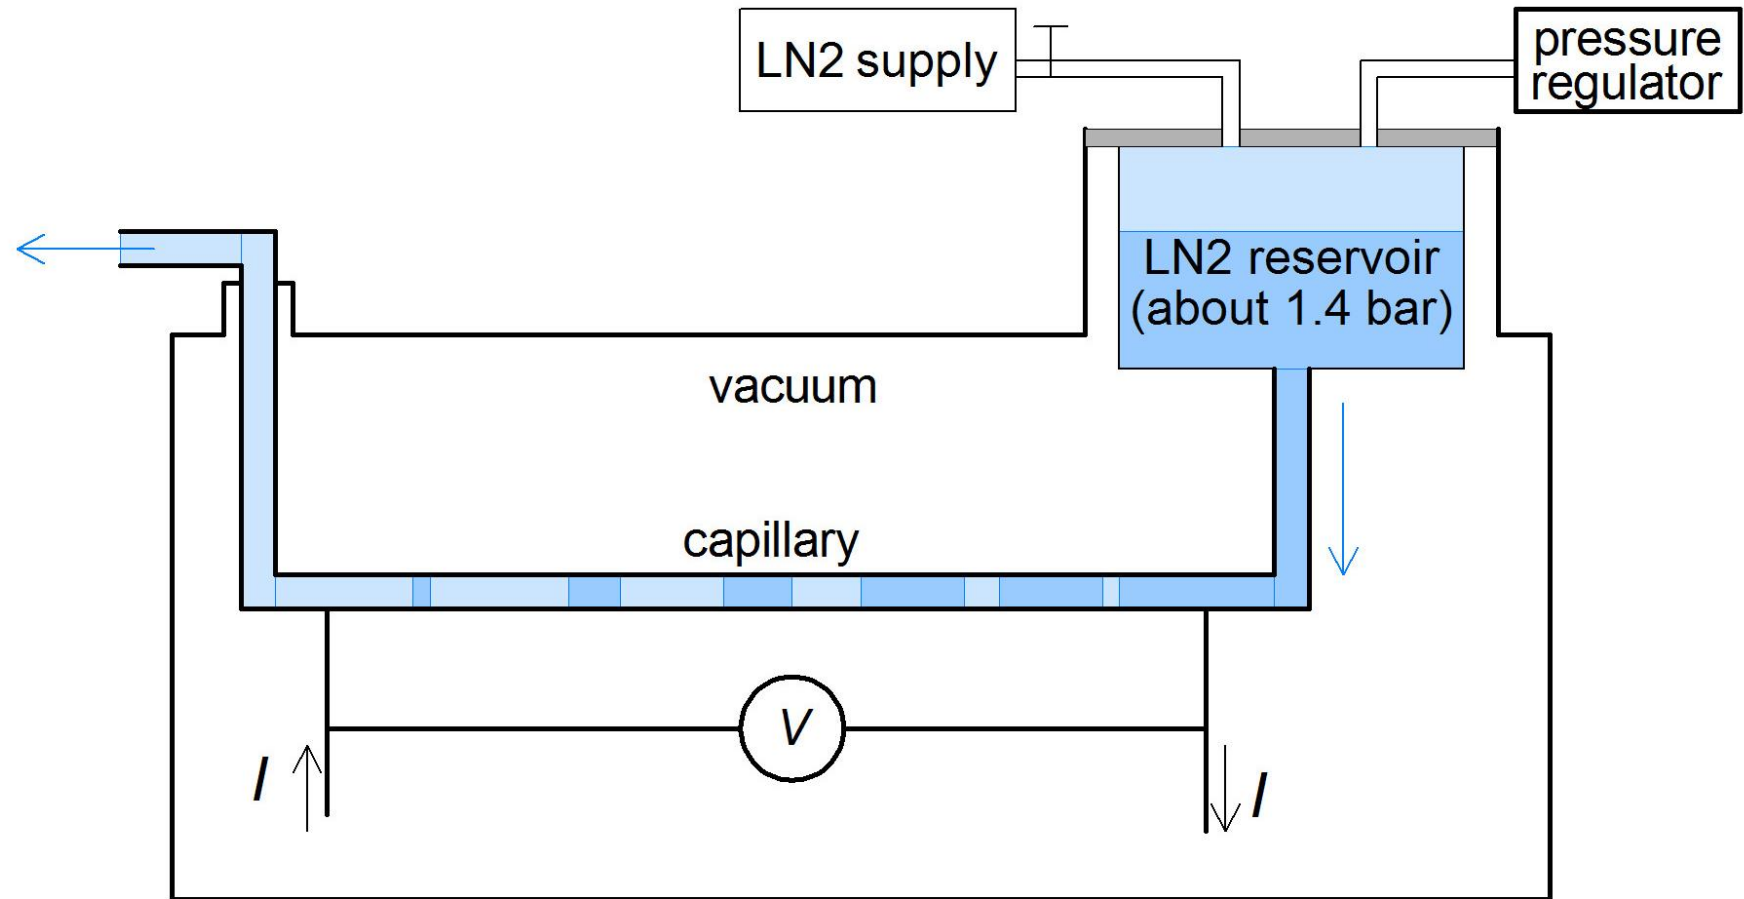 LN2 supply
pressure
regulator
LN2 reservoir
(about 1.4 bar)
vacuum
capillary
V
I
I